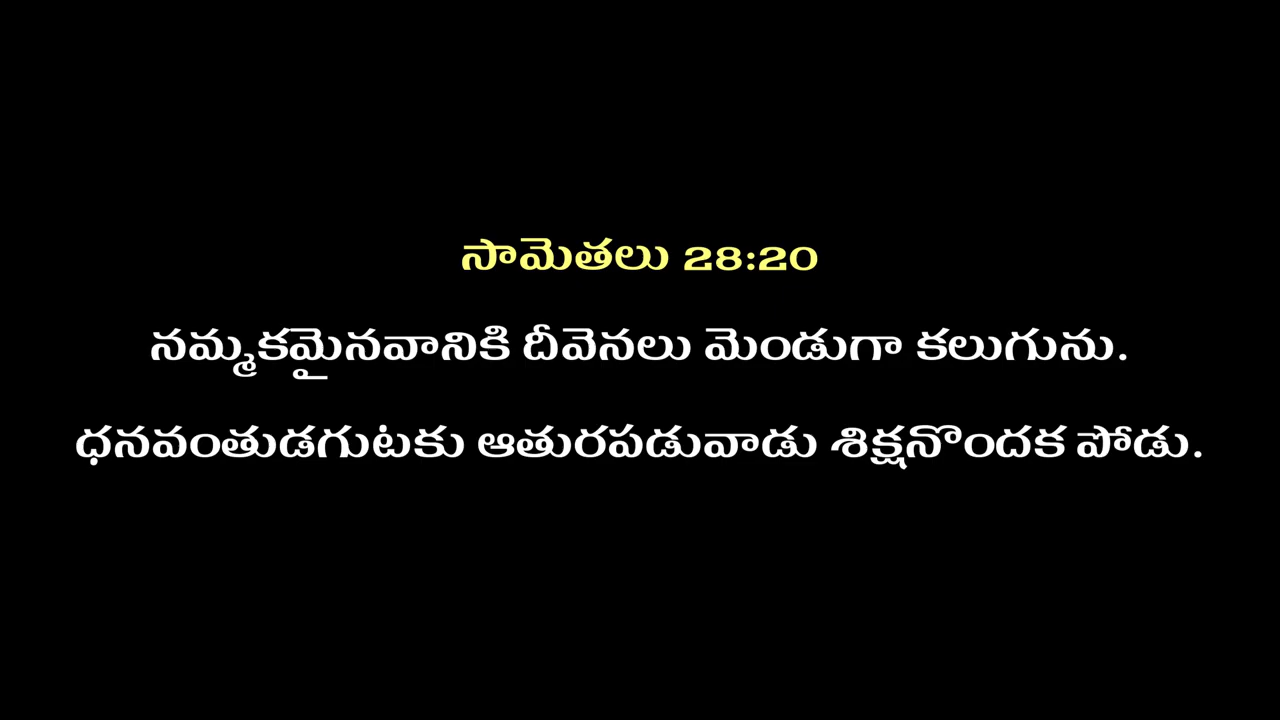 సామెతలు 28:20
నమ్మకమైనవానికి దీవెనలు మెండుగా కలుగును.
ధనవంతుడగుటకు ఆతురపడువాడు శిక్షనొందక పోడు.